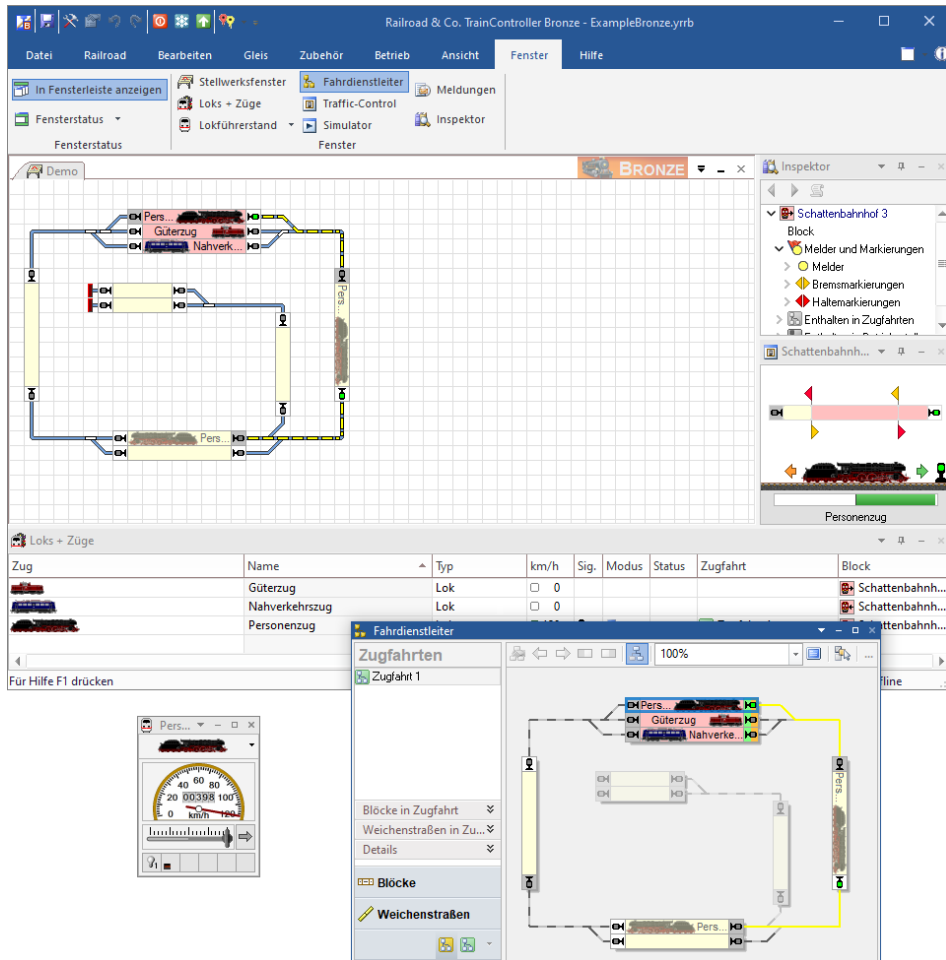 Railroad & Co. TrainController Bronze - ExampleBronze.yrrb
Datei Railroad Bearbeiten Gleis Zubehör Betrieb Ansicht Fenster Hilfe
In Fensterleiste anzeigen
Fensterstatus
Fensterstatus
Stellwerksfenster
Loks + Züge
Lokführerstand
Fahrdienstleiter
Traffic-Control
Simulator
Meldungen
Inspektor
Fenster
Demo
BRONZE
Pers...
Güterzug
Nahverk...
Pers...
Pers...
Inspektor
Schattenbahnhof 3
Block
Melder und Markierungen
Melder
Bremsmarkierungen
Haltemarkierungen
Enthalten in Zugfahrten
Schattenbahnh...
Personenzug
Loks + Züge
Zug Name Typ km/h Sig. Modus Status Zugfahrt Block
Güterzug Lok 0 Schattenbahnh...
Nahverkehrszug Lok 0 Schattenbahnh...
Personenzug
Für Hilfe F1 drücken
Fahrdienstleiter
Zugfahrten
100%
...
Zugfahrt 1
Blöcke in Zugfahrt
Weichenstraßen in Zu...
Details
Blöcke
Weichenstraßen
Pers...
Güterzug
Nahverke...
Pers...
Pers...
Pers...
0 20 40 60 80 100 120
00398
km/h
1